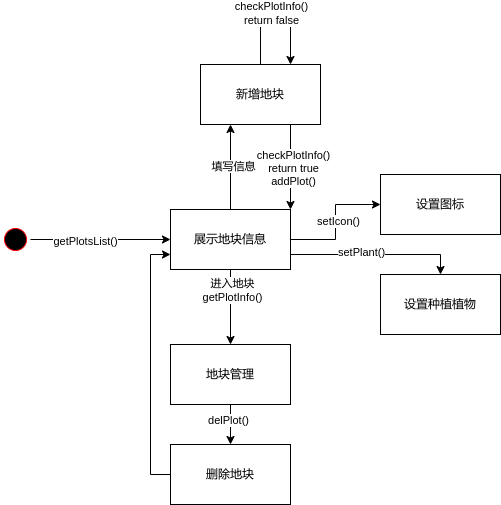 checkPlotInfo()
return false
新增地块
填写信息
checkPlotInfo()
return true
addPlot()
设置图标
setIcon()
getPlotsList()
展示地块信息
setPlant()
进入地块
getPlotInfo()
设置种植植物
地块管理
delPlot()
删除地块